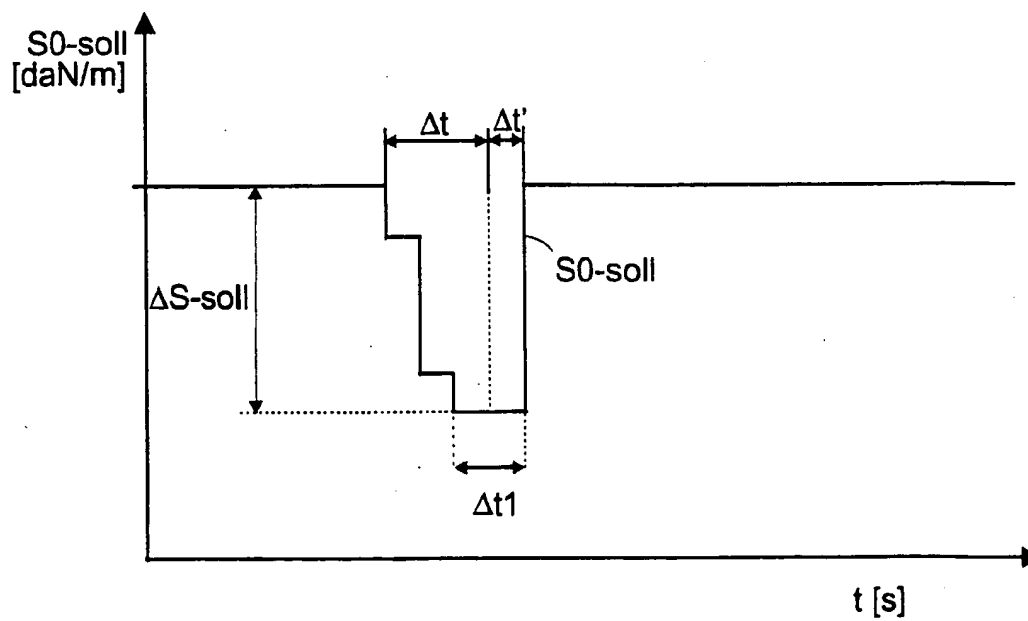 S0-soll
[daN/m]
Δt
Δt'
S0-soll
ΔS-soll
Δt1
t [s]